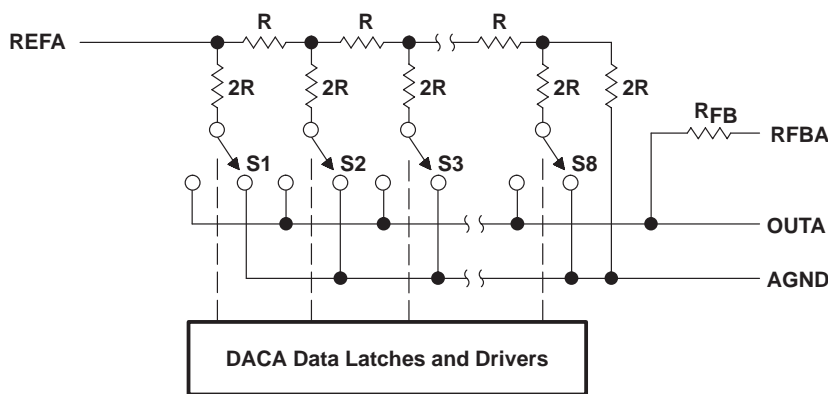 R R R
REFA
2R 2R 2R 2R 2R
RFB
RFBA
S1 S2 S3 S8
OUTA
AGND
DACA Data Latches and Drivers